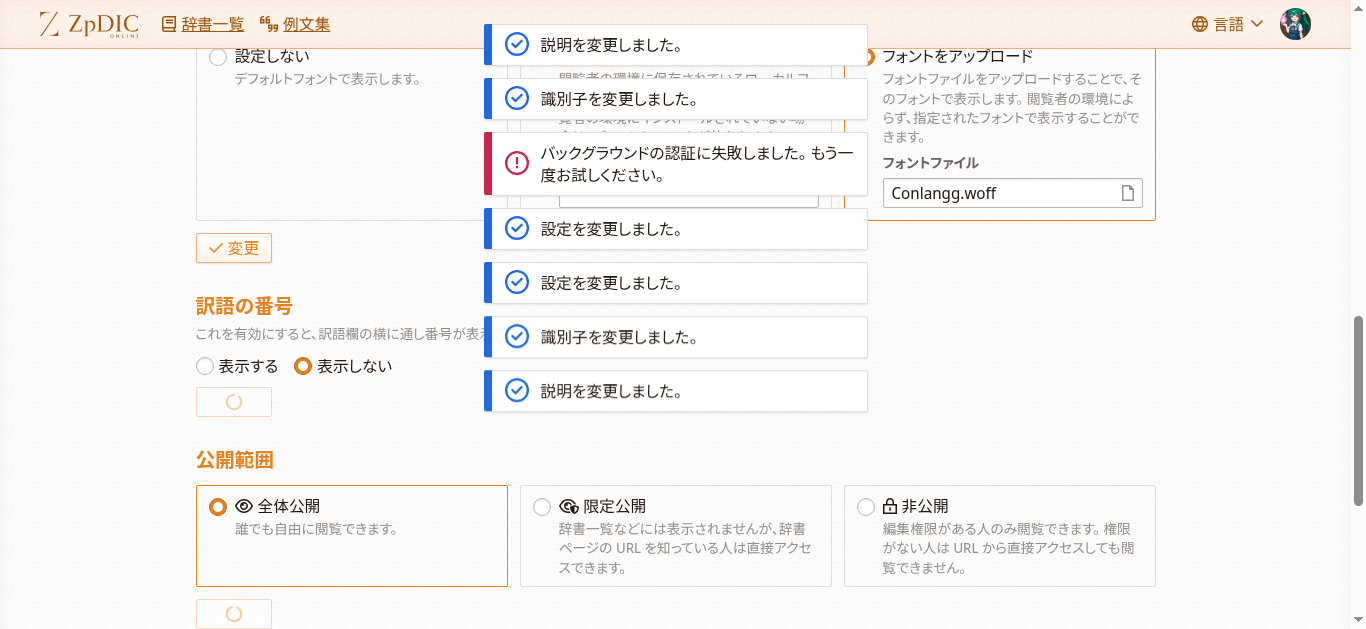 ZpDIC
ONLINE
辞書一覧
例文集
言語
説明を変更しました。
識別子を変更しました。
バックグラウンドの認証に失敗しました。もう一
度お試しください。
設定を変更しました。
設定を変更しました。
識別子を変更しました。
説明を変更しました。
設定しない
デフォルトフォントで表示します。
フォントをアップロード
フォントファイルをアップロードすることで、そ
のフォントで表示します。閲覧者の環境によ
らず、指定されたフォントで表示することがで
きます。
フォントファイル
Conlangg.woff
変更
訳語の番号
これを有効にすると、訳語欄の横に通し番号が表
表示する
表示しない
公開範囲
全体公開
誰でも自由に閲覧できます。
限定公開
辞書一覧などには表示されませんが、辞書
ページの URL を知っている人は直接アクセ
スできます。
非公開
編集権限がある人のみ閲覧できます。権限
がない人は URL から直接アクセスしても閲
覧できません。